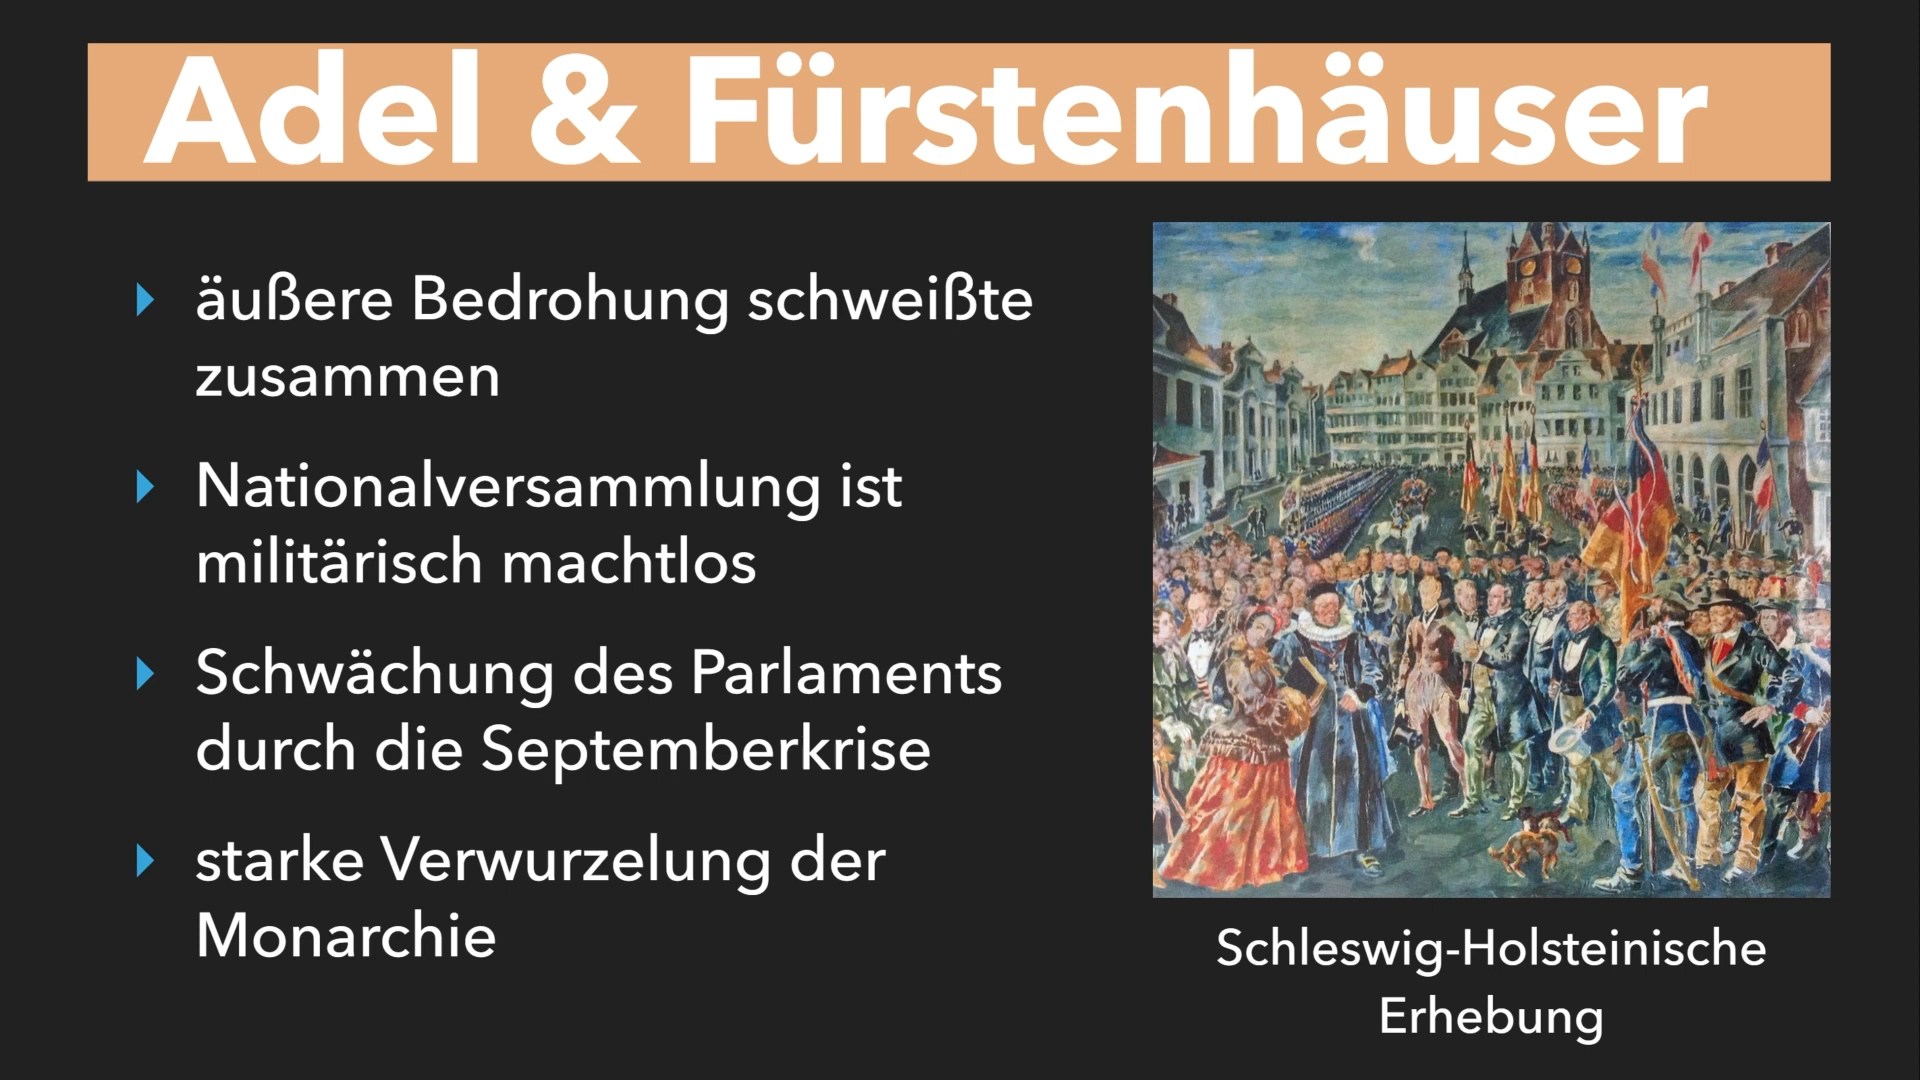 Adel & Fürstenhäuser
äußere Bedrohung schweißte
zusammen
Nationalversammlung ist
militärisch machtlos
Schwächung des Parlaments
durch die Septemberkrise
starke Verwurzelung der
Monarchie
Schleswig-Holsteinische
Erhebung